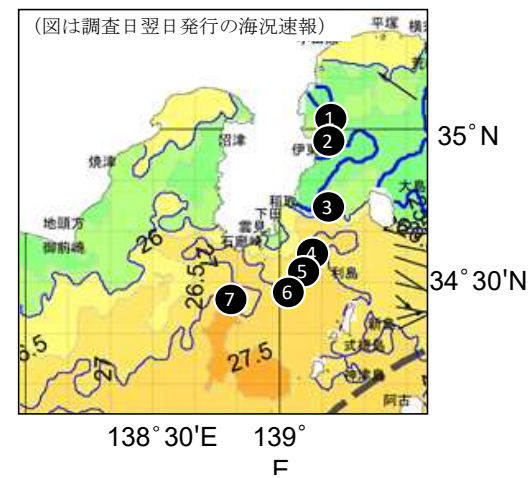 (図は調査日翌日発行の海況速報)
平塚
伊東
沼津
焼津
地頭方
御前崎
稲取
下田
雲見
石廊崎
大島
利島
新島
式根島
神津島
阿古
26
26.5
27
27
27.5
1
2
3
4
5
6
7
35°N
34°30'N
138°30'E
139°
E